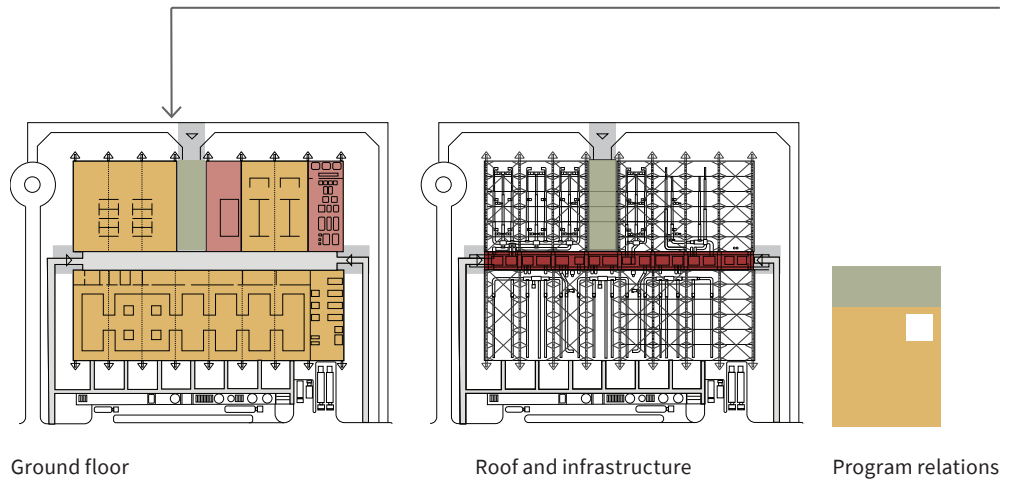 Ground floor
Roof and infrastructure
Program relations